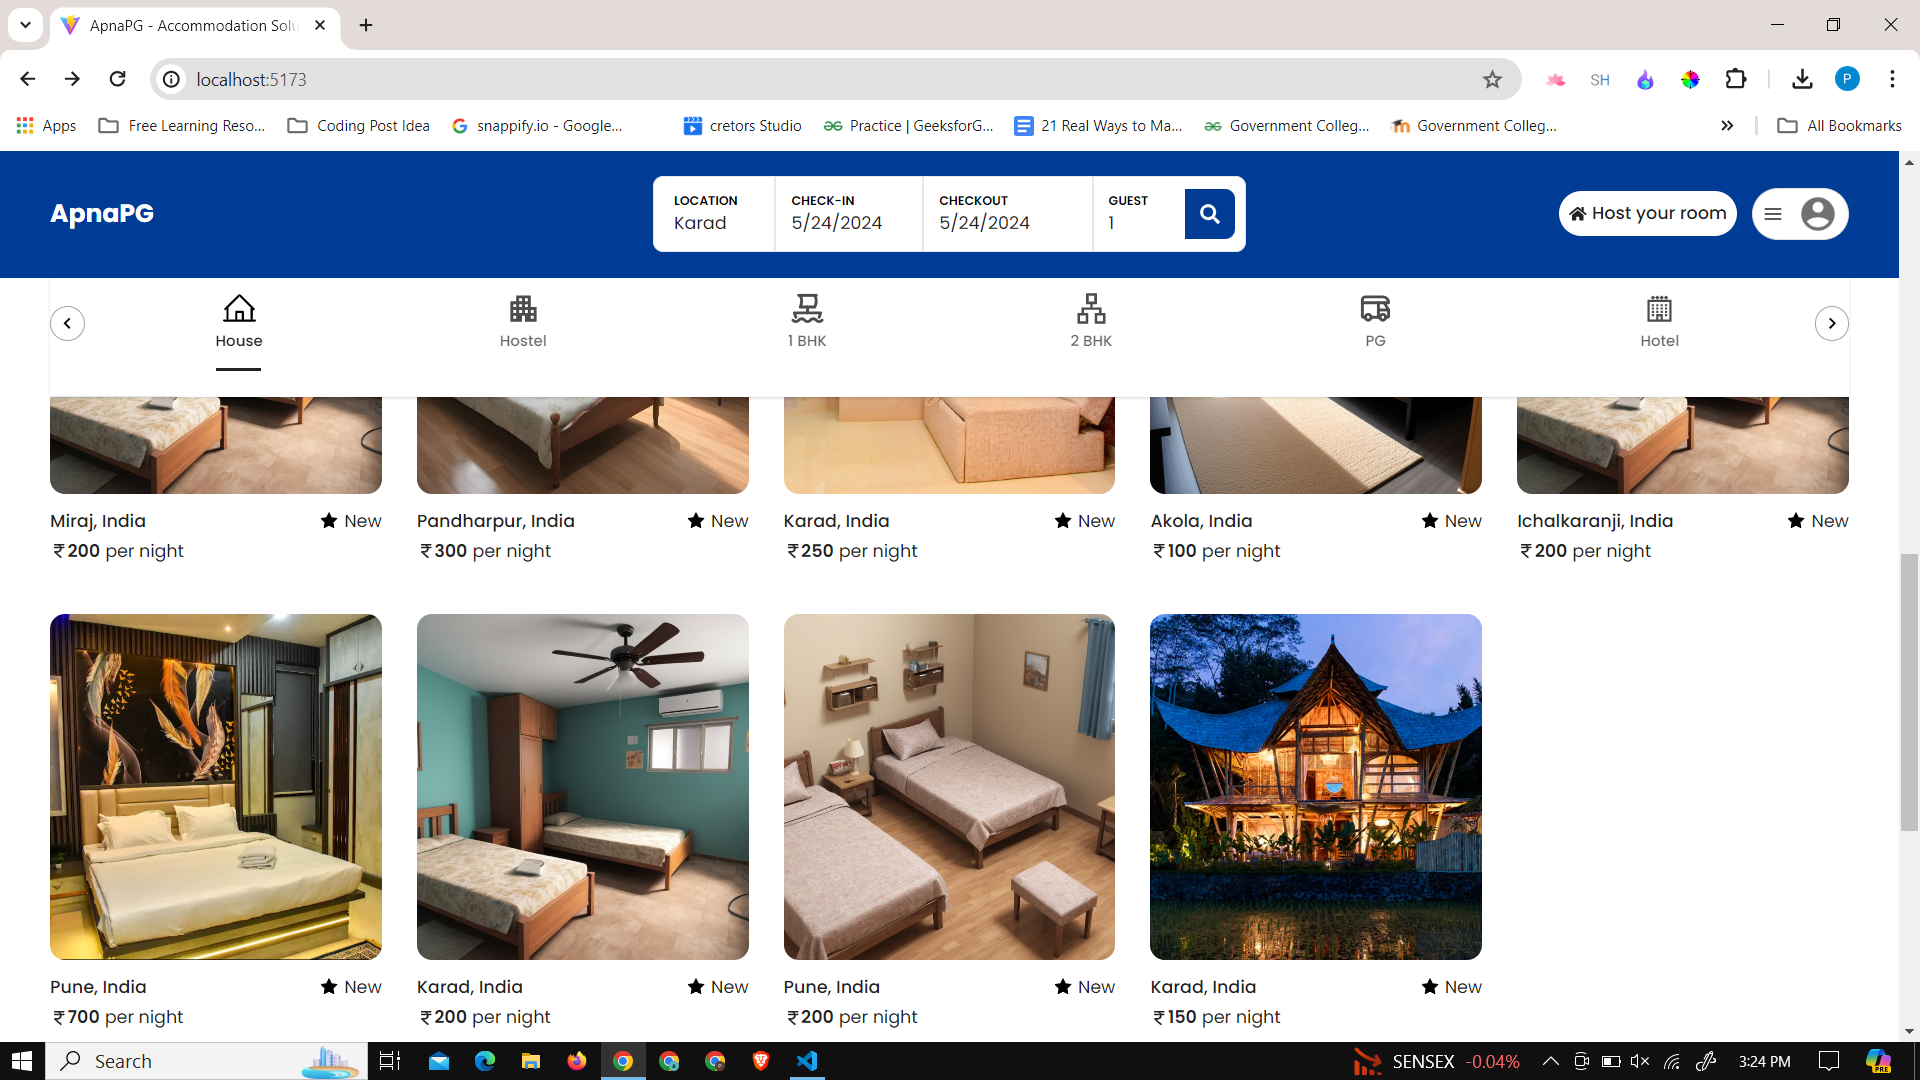 ApnaPG - Accommodation Solu
localhost:5173
SH
P
Apps
Free Learning Reso...
Coding Post Idea
snappify.io - Google...
cretors Studio
Practice | GeeksforG...
21 Real Ways to Ma...
Government Colleg...
Government Colleg...
All Bookmarks
ApnaPG
LOCATION
Karad
CHECK-IN
5/24/2024
CHECKOUT
5/24/2024
GUEST
1
Host your room
House
Hostel
1 BHK
2 BHK
PG
Hotel
Miraj, India
New
₹200 per night
Pandharpur, India
New
₹300 per night
Karad, India
New
₹250 per night
Akola, India
New
₹100 per night
Ichalkaranji, India
New
₹200 per night
Pune, India
New
₹700 per night
Karad, India
New
₹200 per night
Pune, India
New
₹200 per night
Karad, India
New
₹150 per night
Search
SENSEX -0.04%
3:24 PM
PRE